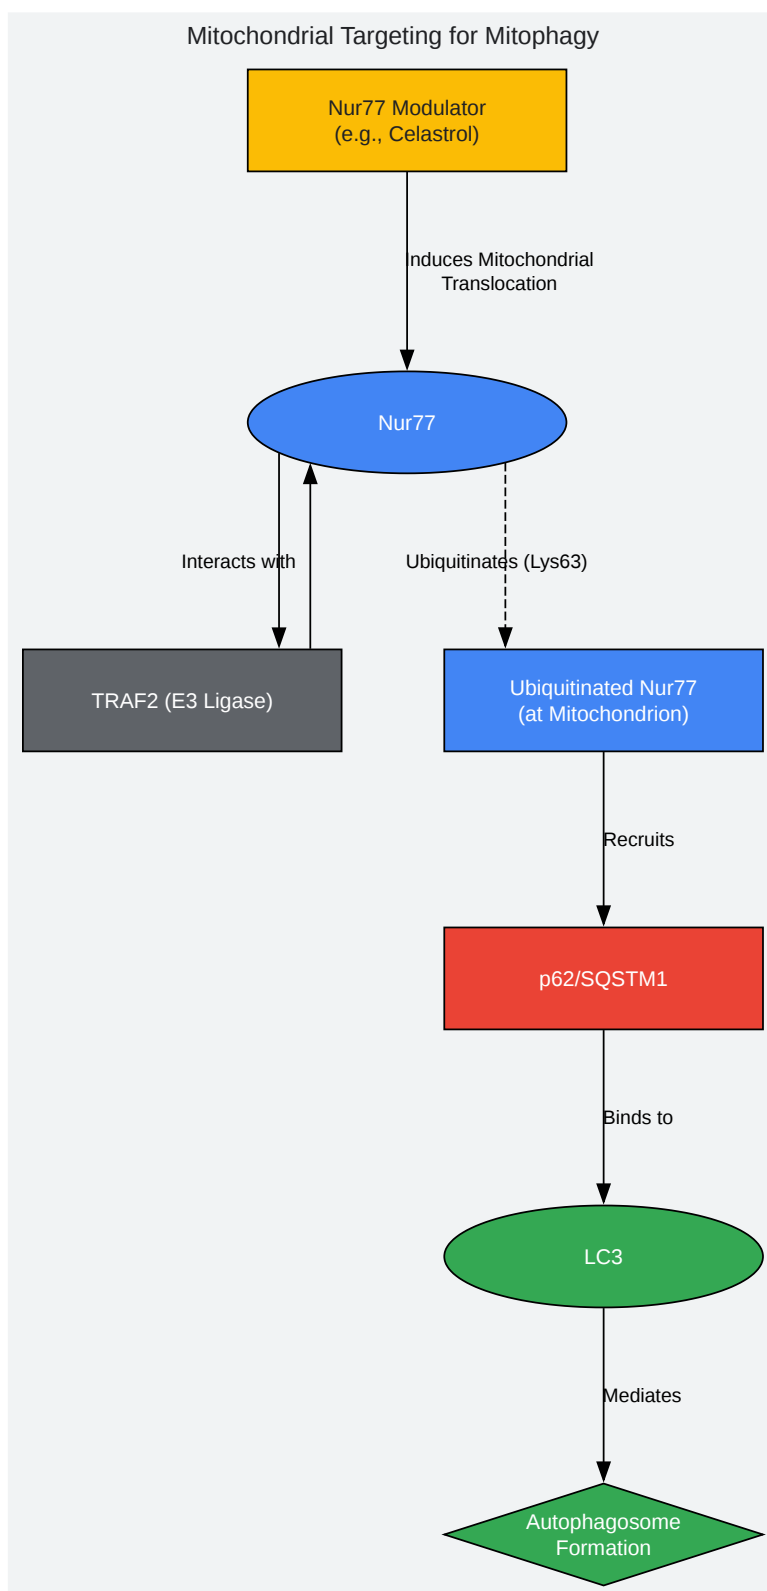 Mitochondrial Targeting for Mitophagy
Nur77 Modulator
(e.g., Celastrol)
Induces Mitochondrial
Translocation
Nur77
Interacts with
Ubiquitinates (Lys63)
TRAF2 (E3 Ligase)
Ubiquitinated Nur77
(at Mitochondrion)
Recruits
p62/SQSTM1
Binds to
LC3
Mediates
Autophagosome
Formation